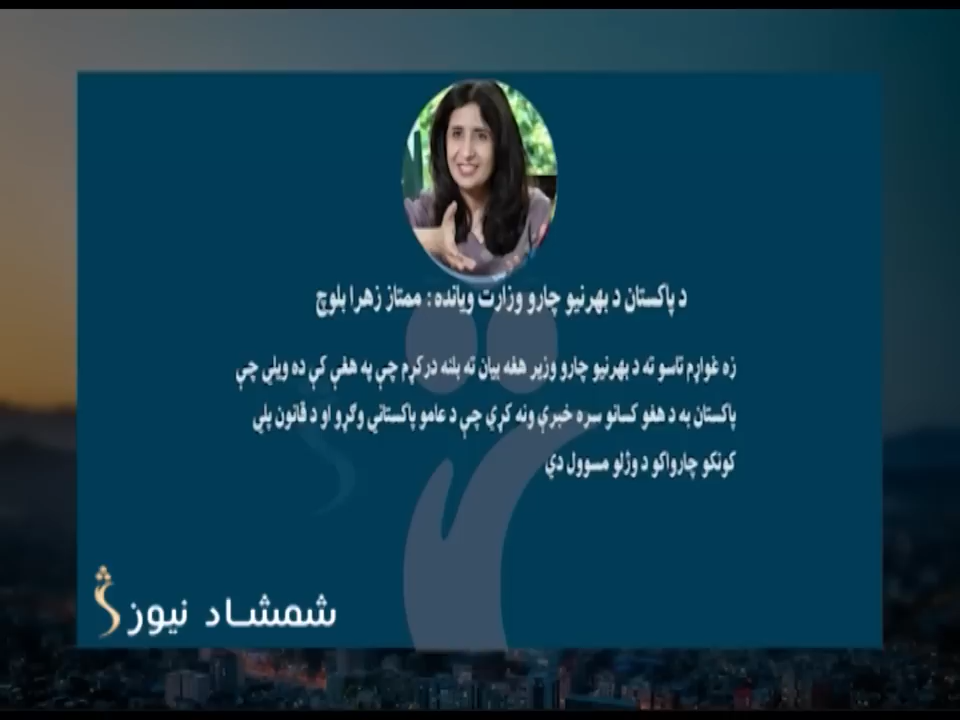 د پاکستان د بهرنیو چارو وزارت ویانده : ممتاز زهرا بلوچ
زه غواړم تاسو ته د بهرنیو چارو وزیر هغه بیان ته بلنه درکړم چې په هغې کې ده ویلي چې
پاکستان به د هغو کسانو سره خبرې ونه کړي چې د عامو پاکستاني وګړو او د قانون پلي
کونکو چارواکو د وژلو مسوول دي
شمشاد نیوز